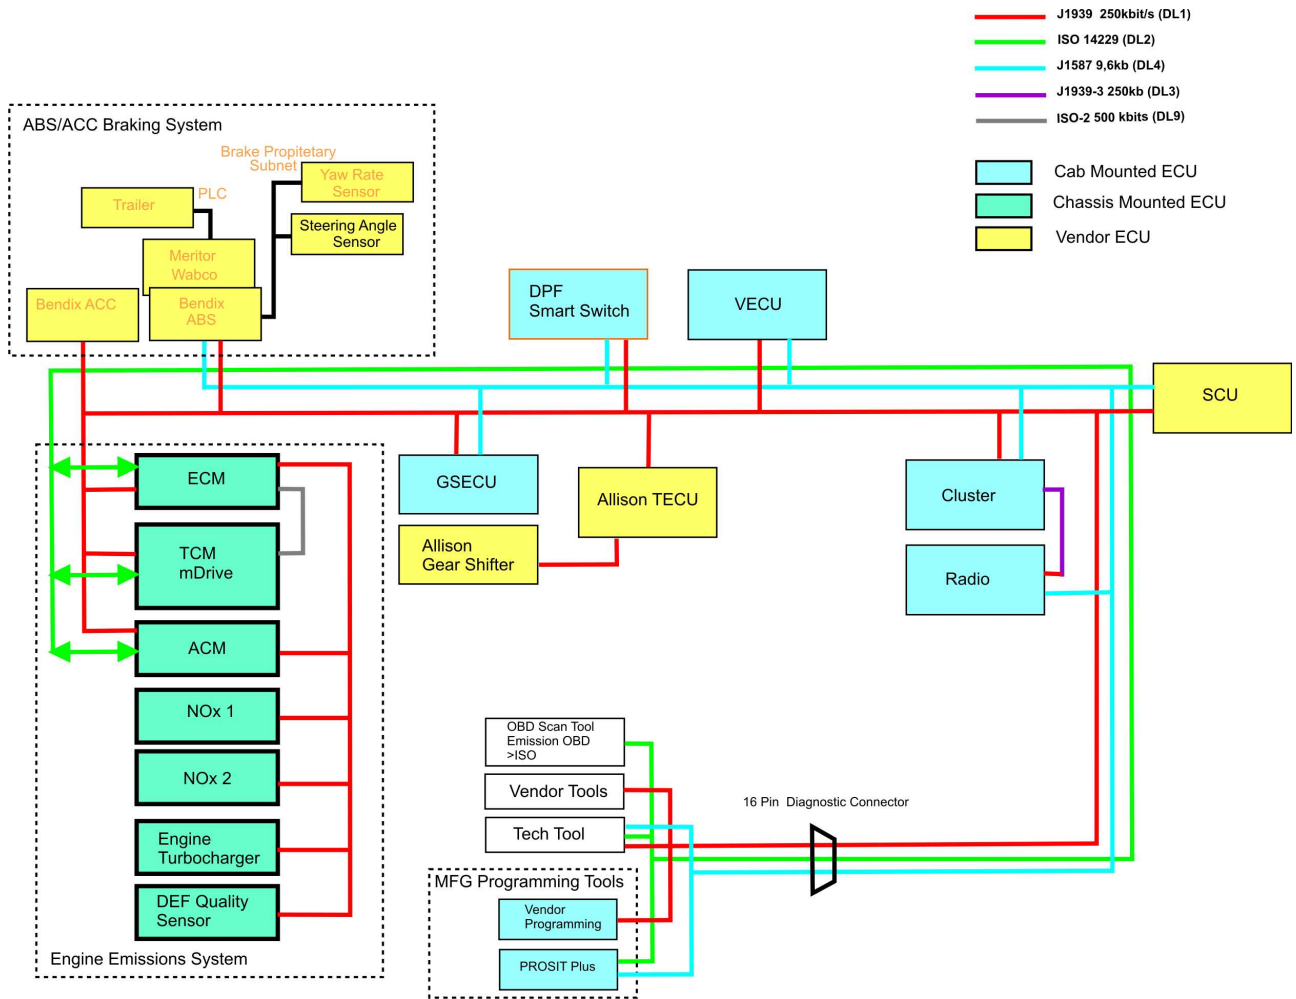 J1939  250kbit/s (DL1)
ISO 14229 (DL2)
J1587 9,6kb (DL4)
J1939-3 250kb (DL3)
ISO-2 500 kbits (DL9)
Cab Mounted ECU
Chassis Mounted ECU
Vendor ECU
ABS/ACC Braking System
Brake Propitetary
Subnet
Yaw Rate
Sensor
PLC
Trailer
Steering Angle
Sensor
Meritor
Wabco
Bendix ACC
Bendix
ABS
DPF
Smart Switch
VECU
SCU
ECM
GSECU
Allison TECU
Cluster
TCM
mDrive
Allison
Gear Shifter
Radio
ACM
NOx 1
NOx 2
Engine
Turbocharger
DEF Quality
Sensor
Engine Emissions System
OBD Scan Tool
Emission OBD
>ISO
Vendor Tools
Tech Tool
16 Pin  Diagnostic Connector
MFG Programming Tools
Vendor
Programming
PROSIT Plus